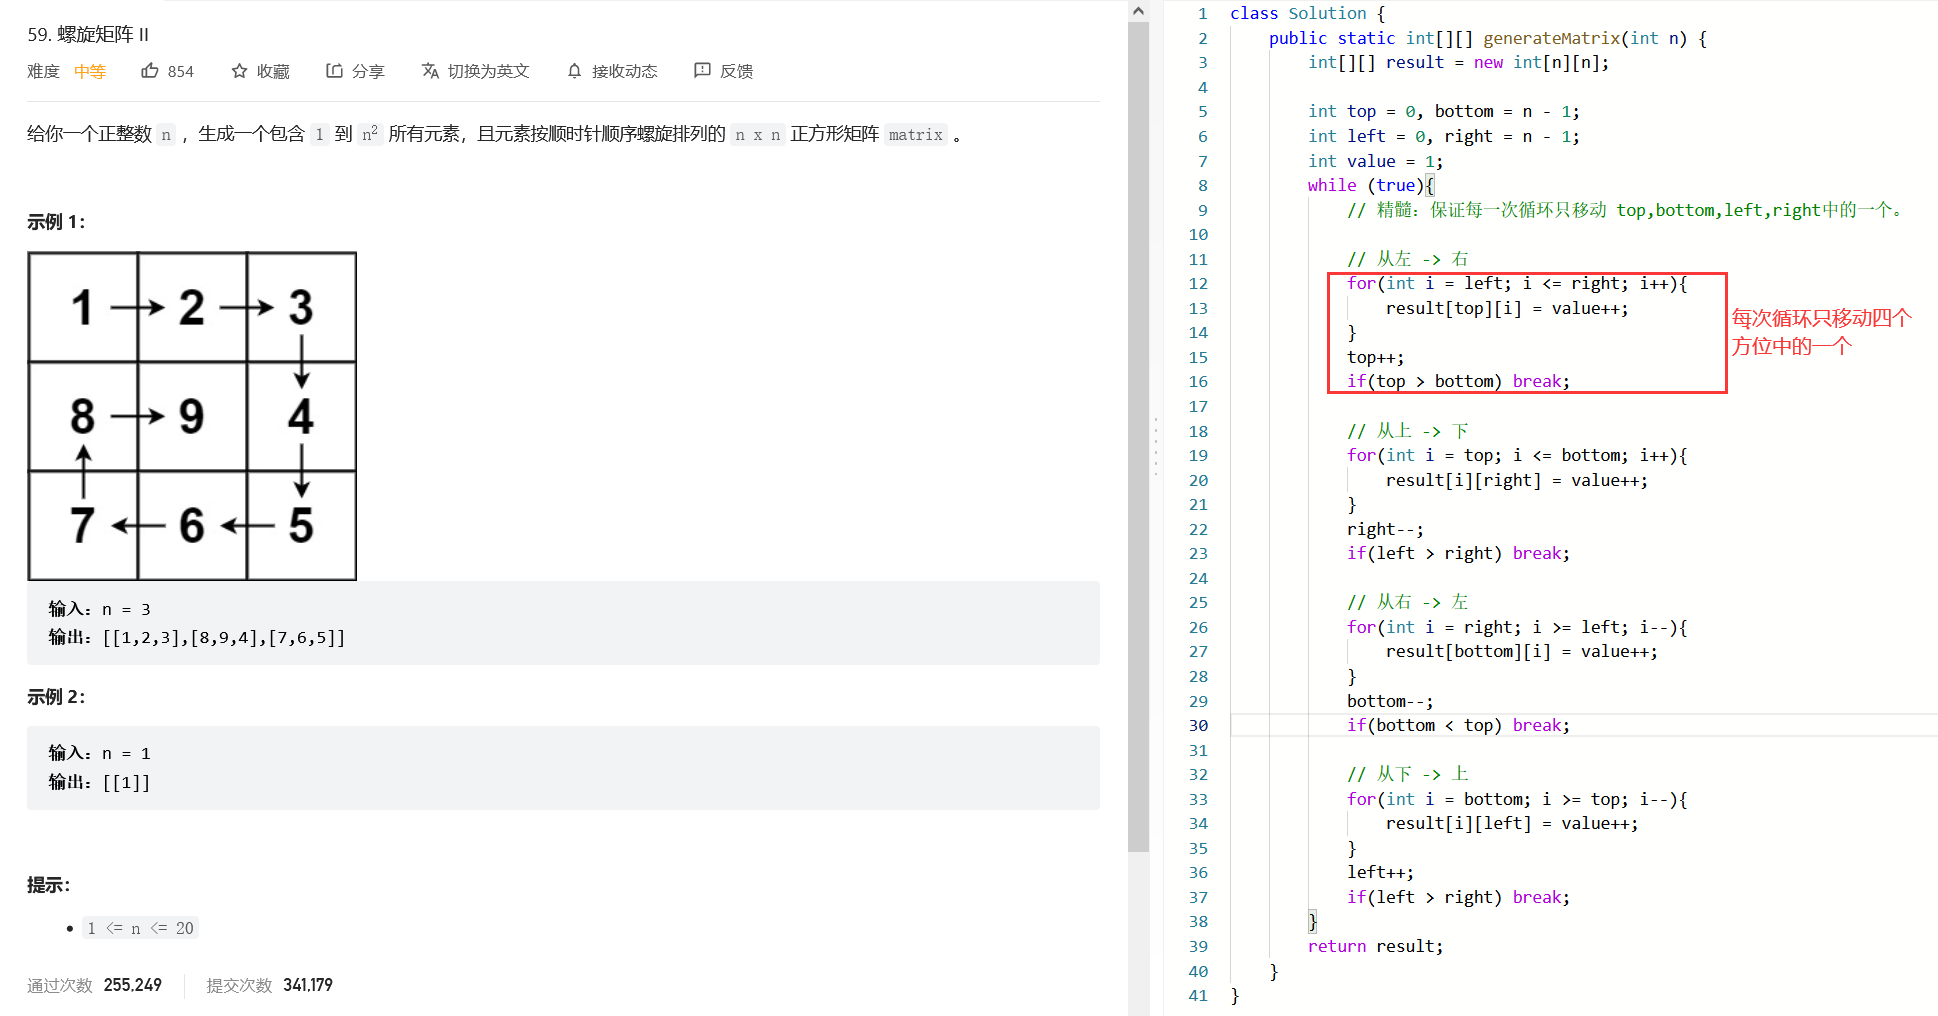 59. 螺旋矩阵 II
难度 中等 854 收藏 分享 切换为英文 接收动态 反馈
给你一个正整数 n ，生成一个包含 1 到 n² 所有元素，且元素按顺时针顺序螺旋排列的 n x n 正方形矩阵 matrix 。
示例 1：
1 2 3
8 9 4
7 6 5
输入：n = 3
输出：[[1,2,3],[8,9,4],[7,6,5]]
示例 2：
输入：n = 1
输出：[[1]]
提示：
• 1 <= n <= 20
通过次数 255,249 提交次数 341,179
1 class Solution {
2 public static int[][] generateMatrix(int n) {
3 int[][] result = new int[n][n];
4
5 int top = 0, bottom = n - 1;
6 int left = 0, right = n - 1;
7 int value = 1;
8 while (true){
9 // 精髓：保证每一次循环只移动 top,bottom,left,right中的一个。
10
11 // 从左 -> 右
12 for(int i = left; i <= right; i++){
13 result[top][i] = value++;
14 }
15 top++;
16 if(top > bottom) break;
17
18 // 从上 -> 下
19 for(int i = top; i <= bottom; i++){
20 result[i][right] = value++;
21 }
22 right--;
23 if(left > right) break;
24
25 // 从右 -> 左
26 for(int i = right; i >= left; i--){
27 result[bottom][i] = value++;
28 }
29 bottom--;
30 if(bottom < top) break;
31
32 // 从下 -> 上
33 for(int i = bottom; i >= top; i--){
34 result[i][left] = value++;
35 }
36 left++;
37 if(left > right) break;
38 }
39 return result;
40 }
41 }
每次循环只移动四个
方位中的一个